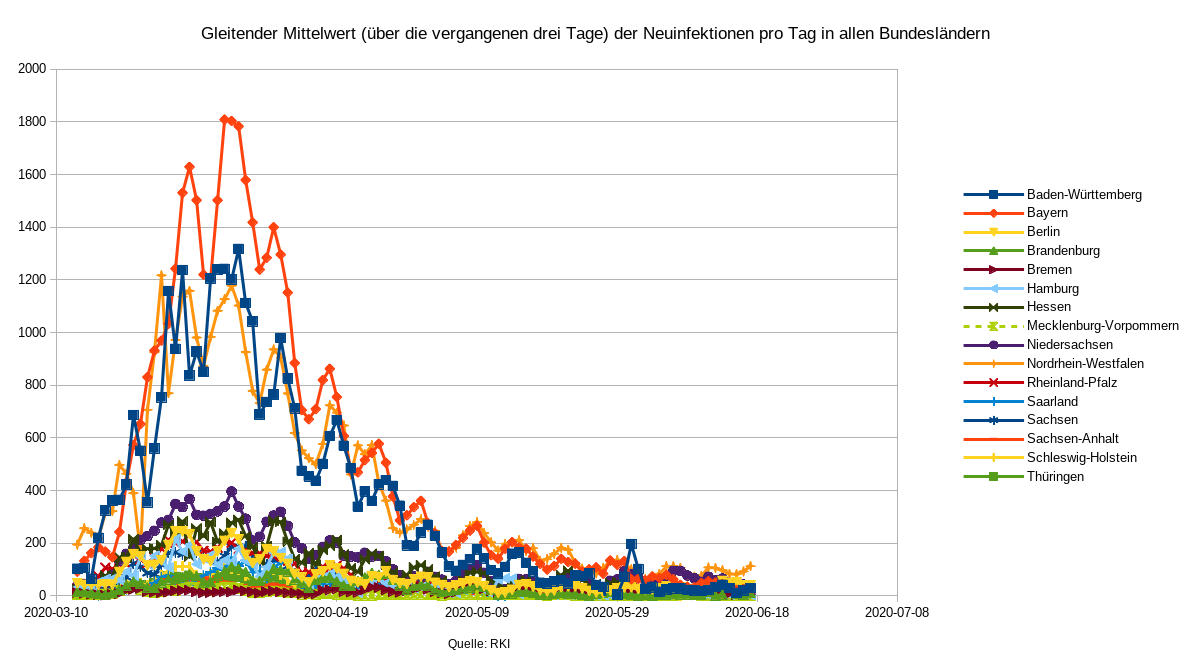 Gleitender Mittelwert (über die vergangenen drei Tage) der Neuinfektionen pro Tag in allen Bundesländern
2000
1800
1600
1400
1200
1000
800
600
400
200
0
2020-03-10
2020-03-30
2020-04-19
2020-05-09
2020-05-29
2020-06-18
2020-07-08
Quelle: RKI
Baden-Württemberg
Bayern
Berlin
Brandenburg
Bremen
Hamburg
Hessen
Mecklenburg-Vorpommern
Niedersachsen
Nordrhein-Westfalen
Rheinland-Pfalz
Saarland
Sachsen
Sachsen-Anhalt
Schleswig-Holstein
Thüringen